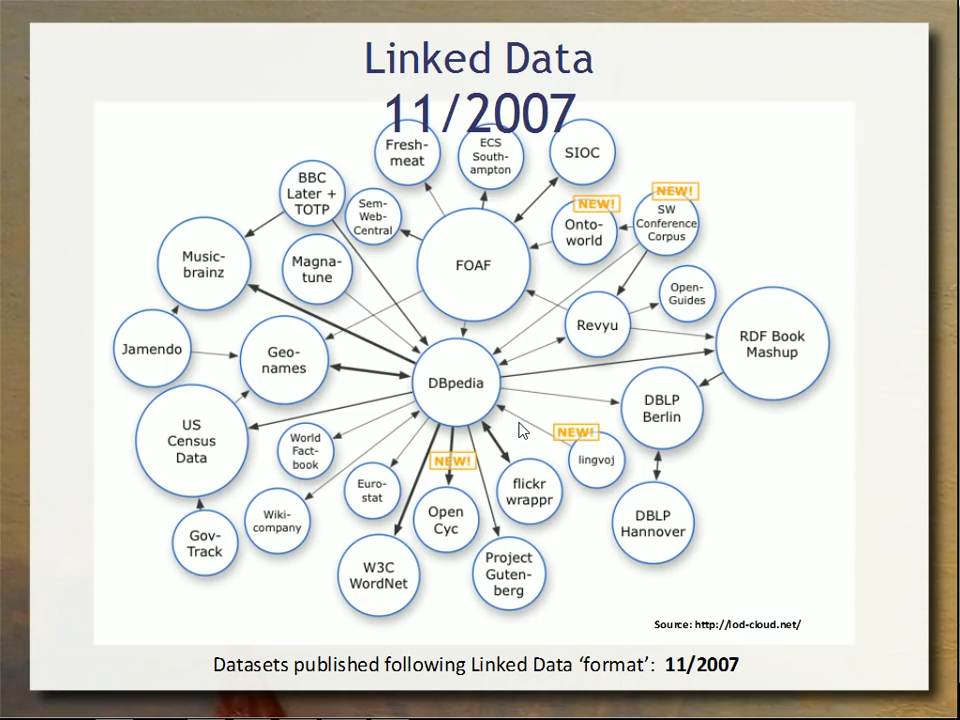 Linked Data
11/2007
Fresh-
meat
ECS
South-
ampton
SIOC
BBC
Later +
TOTP
Sem-
Web-
Central
NEW!
Onto-
world
NEW!
SW
Conference
Corpus
Music-
brainz
Magna-
tune
FOAF
Open-
Guides
Revyu
RDF Book
Mashup
Jamendo
Geo-
names
DBpedia
DBLP
Berlin
US
Census
Data
World
Fact-
book
NEW!
lingvoj
NEW!
Euro-
stat
flickr
wrappr
Wiki-
company
Open
Cyc
DBLP
Hannover
Gov-
Track
W3C
WordNet
Project
Guten-
berg
Source: http://lod-cloud.net/
Datasets published following Linked Data ‘format’: 11/2007